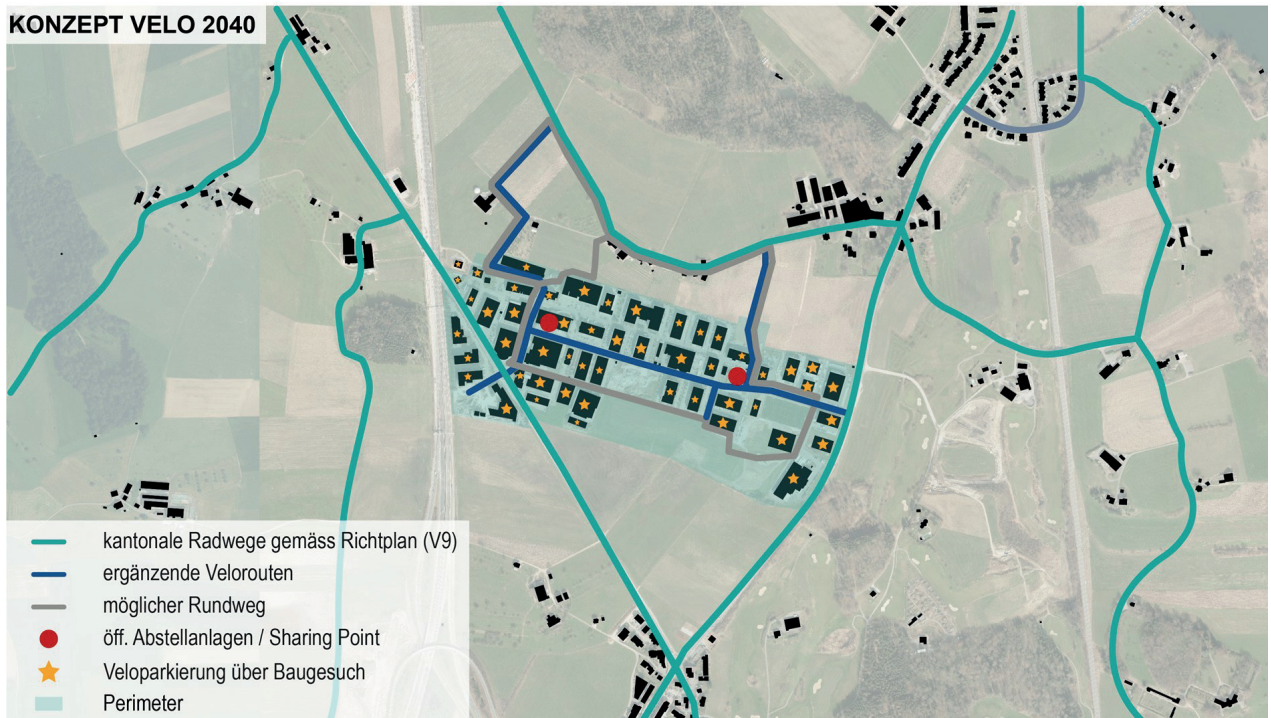 KONZEPT VELO 2040
kantonale Radwege gemäss Richtplan (V9)
ergänzende Velorouten
möglicher Rundweg
öff. Abstellanlagen / Sharing Point
Veloparkierung über Baugesuch
Perimeter